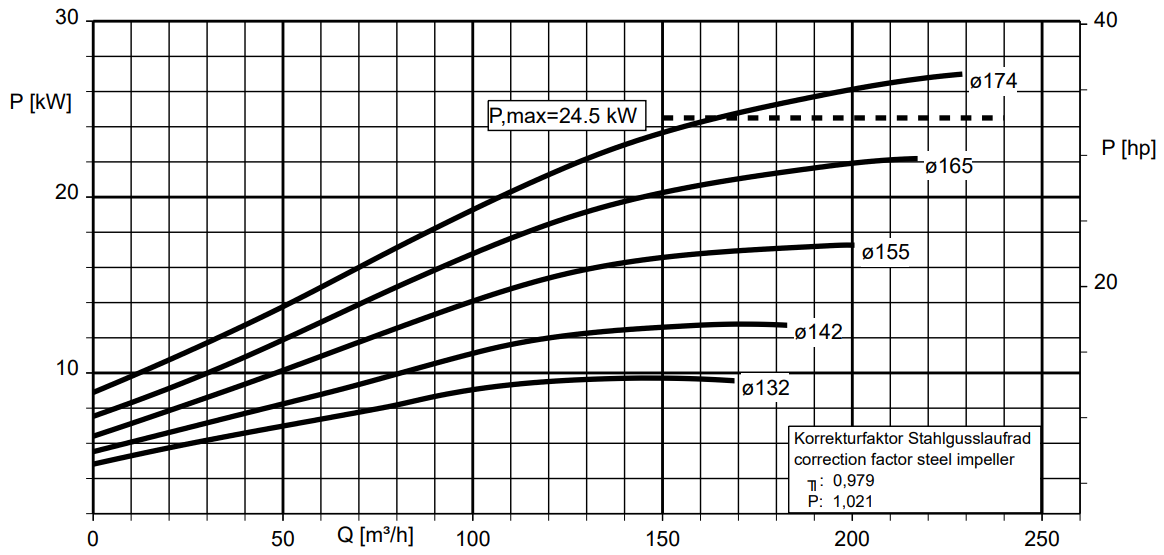 30
40
P [kW]
ø174
P,max=24.5 kW
P [hp]
ø165
20
ø155
20
ø142
10
ø132
Korrekturfaktor Stahlgusslaufrad
correction factor steel impeller
η: 0,979
P: 1,021
0
50
Q [m³/h]
100
150
200
250